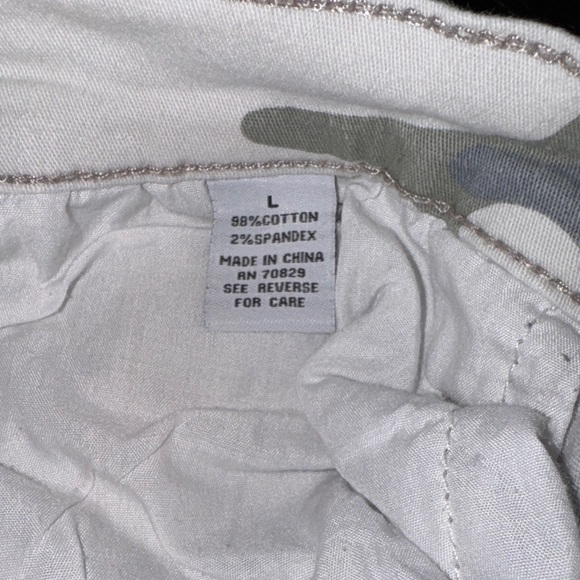 L
98%COTTON
2%SPANDEX
MADE IN CHINA
RN 70829
SEE REVERSE
FOR CARE